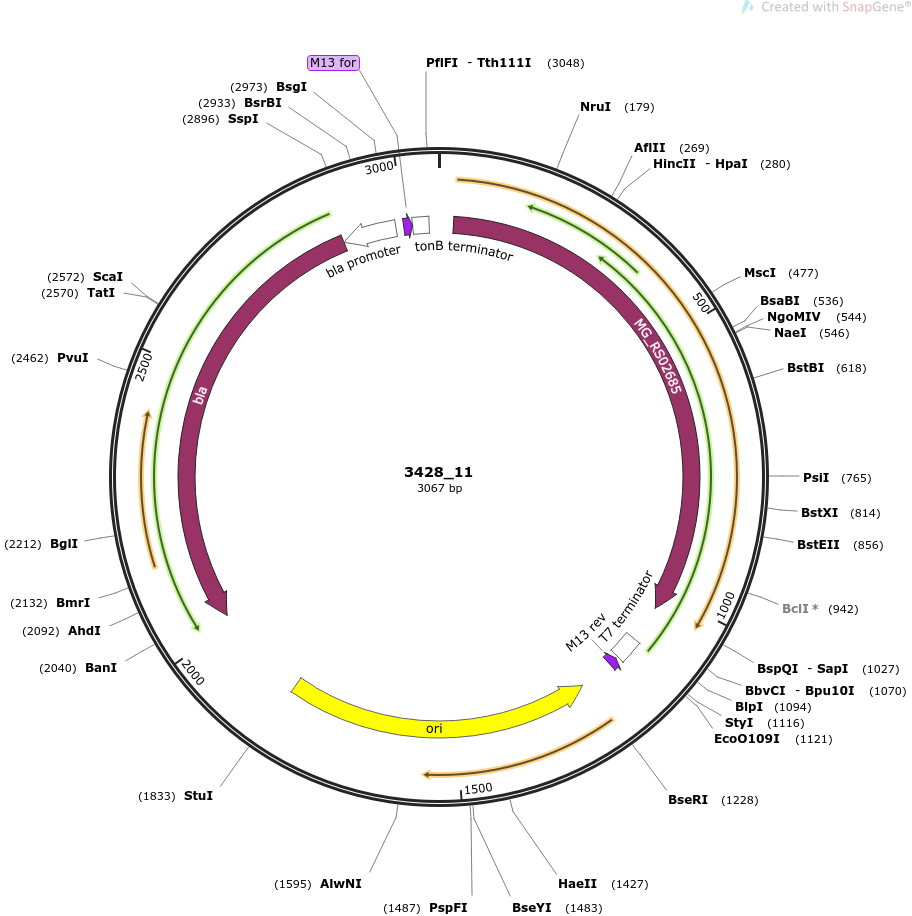 Created with SnapGene®
M13 for
PflFI - Tth111I (3048)
(2973) BsgI
(2933) BsrBI
(2896) SspI
NruI (179)
AflII (269)
HincII - HpaI (280)
3000
bla promoter
tonB terminator
MscI (477)
500
BsaBI (536)
NgoMIV (544)
NaeI (546)
BstBI (618)
(2572) ScaI
(2570) TatI
(2462) PvuI
2500
bla
MG_RS02685
3428_11
3067 bp
PsiI (765)
BstXI (814)
BstEII (856)
BclI * (942)
1000
(2212) BglI
(2132) BmrI
(2092) AhdI
(2040) BanI
2000
M13 rev
T7 terminator
BspQI - SapI (1027)
BbvCI - Bpu10I (1070)
BlpI (1094)
StyI (1116)
EcoO109I (1121)
ori
1500
(1833) StuI
BseRI (1228)
(1595) AlwNI
HaeII (1427)
(1487) PspFI
BseYI (1483)